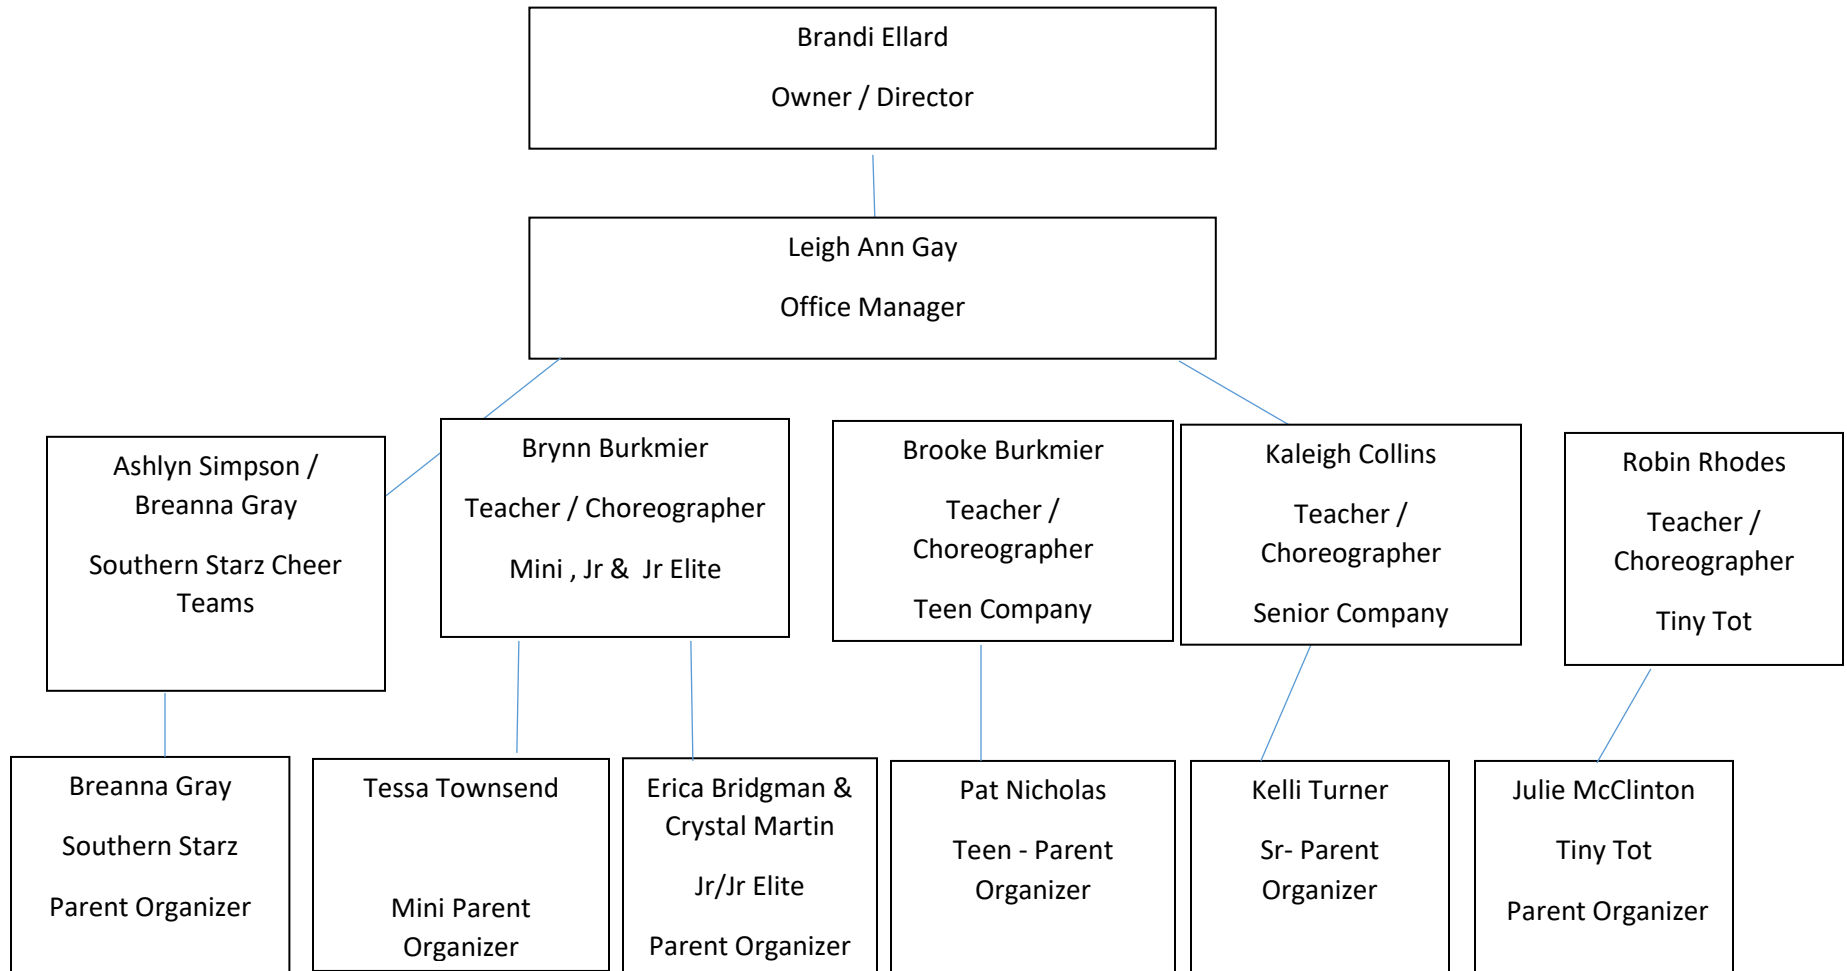 Brandi Ellard
Owner / Director
Leigh Ann Gay
Office Manager
Ashlyn Simpson /
Breanna Gray
Southern Starz Cheer
Teams
Brynn Burkmier
Teacher / Choreographer
Mini , Jr & Jr Elite
Brooke Burkmier
Teacher /
Choreographer
Teen Company
Kaleigh Collins
Teacher /
Choreographer
Senior Company
Robin Rhodes
Teacher /
Choreographer
Tiny Tot
Breanna Gray
Southern Starz
Parent Organizer
Tessa Townsend
Mini Parent
Organizer
Erica Bridgman &
Crystal Martin
Jr/Jr Elite
Parent Organizer
Pat Nicholas
Teen - Parent
Organizer
Kelli Turner
Sr- Parent
Organizer
Julie McClinton
Tiny Tot
Parent Organizer